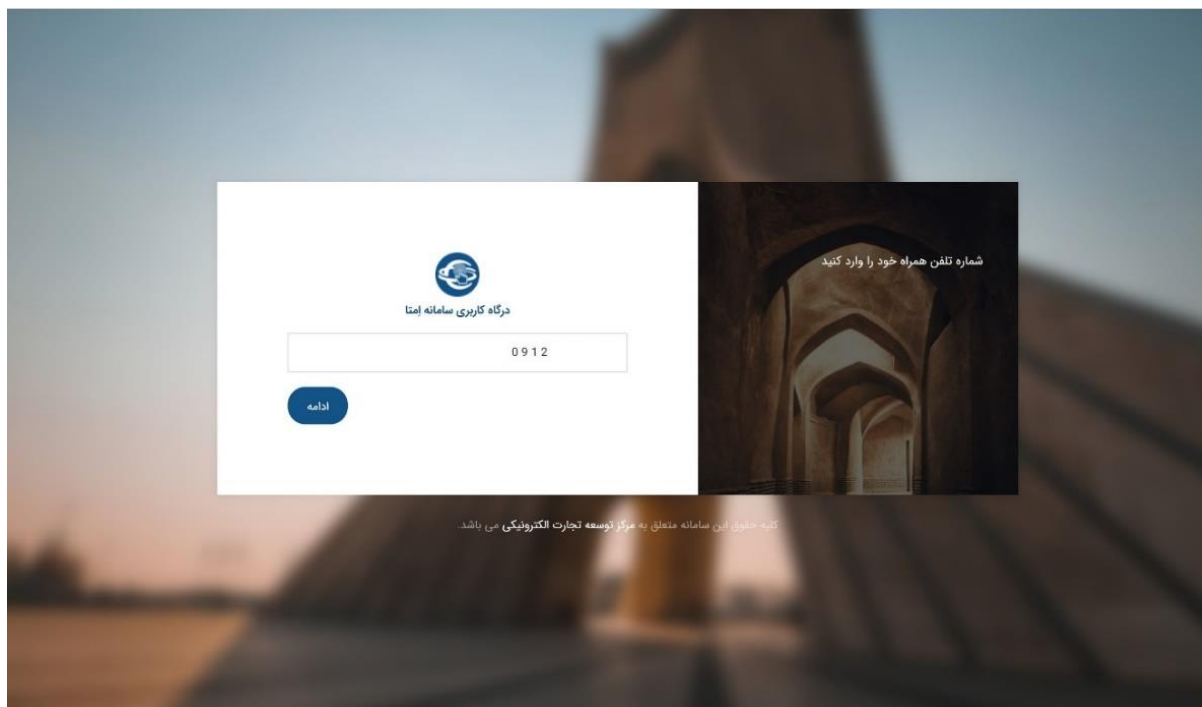 شماره تلفن همراه خود را وارد کنید
درگاه کاربری سامانه اِمتا
0912
ادامه
کلیه حقوق این سامانه متعلق به مرکز توسعه تجارت الکترونیکی می باشد.